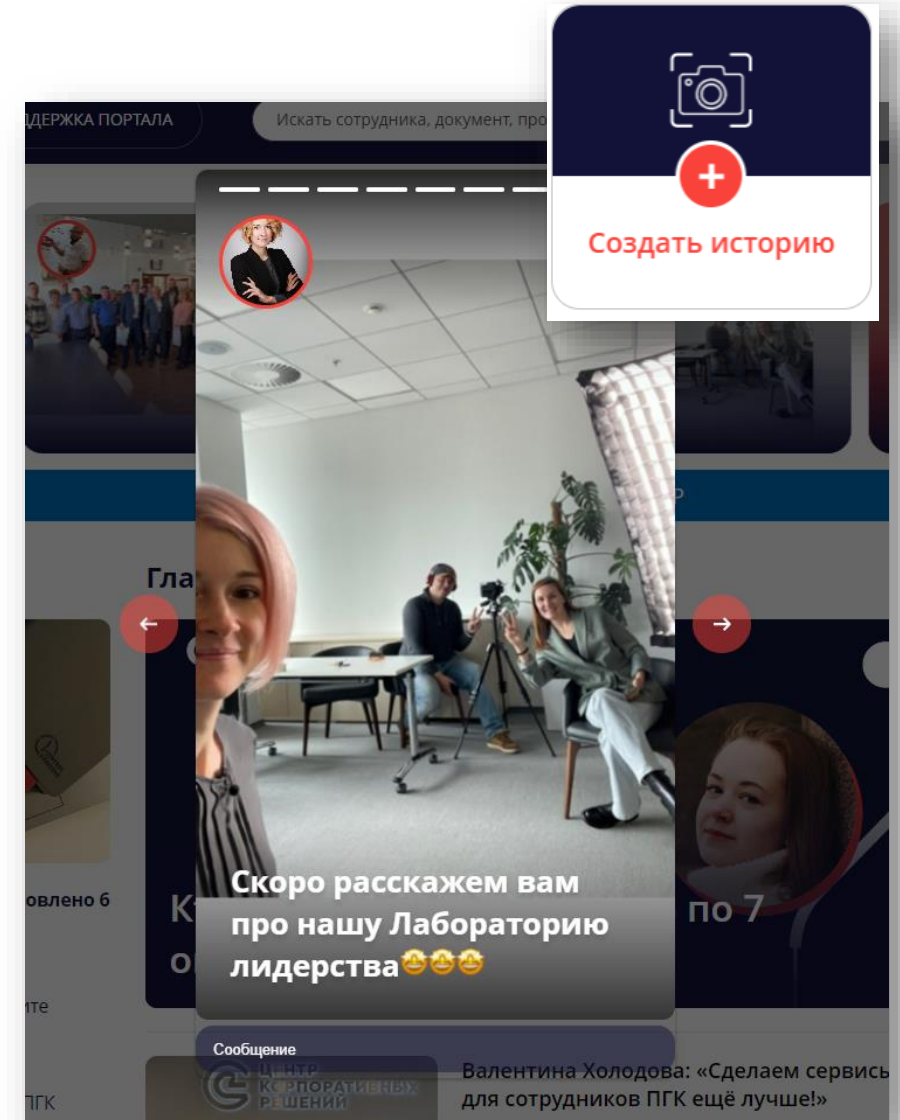 ДДЕРЖКА ПОРТАЛА
Искать сотрудника, документ, про
Создать историю
Гла
Скоро расскажем вам
про нашу Лабораторию
лидерства🤩🤩🤩
по 7
овлено 6
ите
Сообщение
ЦЕНТР
КОРПОРАТИВНЫХ
РЕШЕНИЙ
Валентина Холодова: «Сделаем сервисы
для сотрудников ПГК ещё лучше!»
ПГК